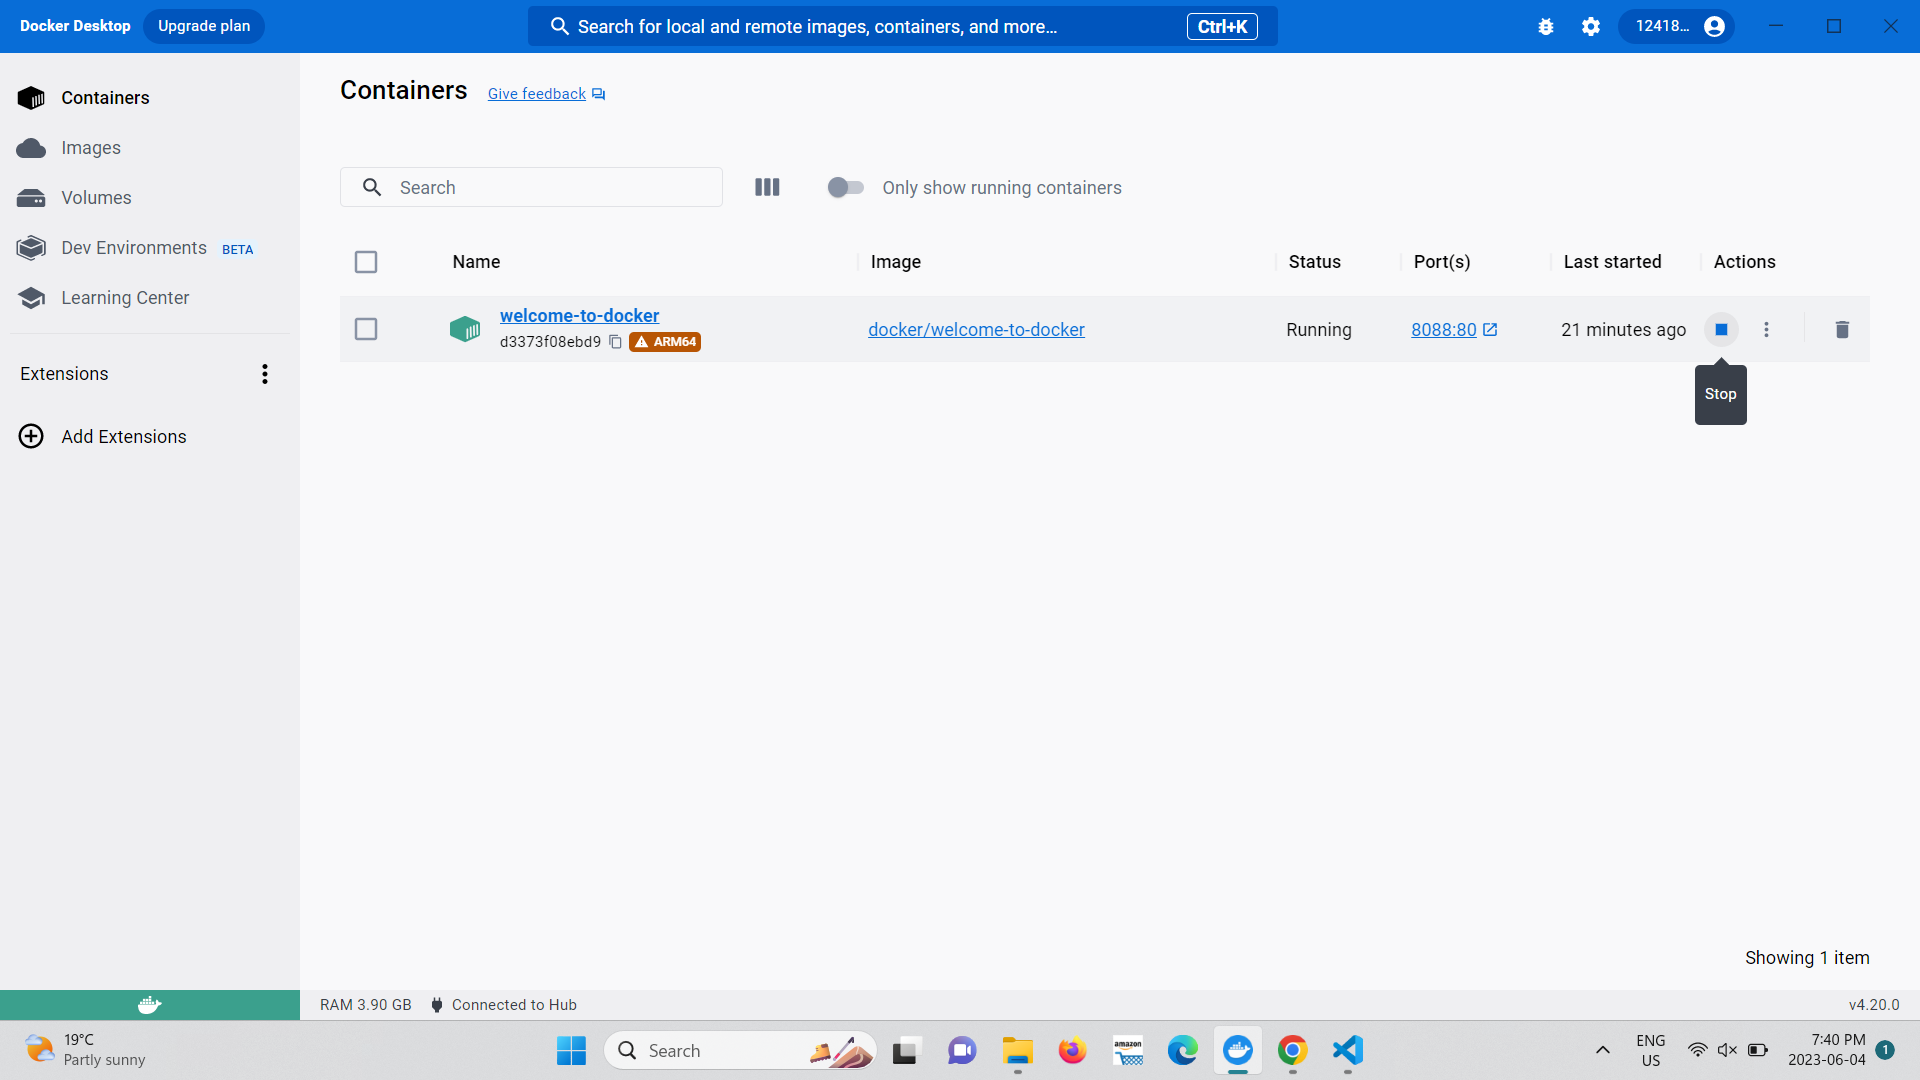 Docker Desktop
Upgrade plan
Search for local and remote images, containers, and more...
Ctrl+K
12418...
Containers
Images
Volumes
Dev Environments BETA
Learning Center
Extensions
Add Extensions
Containers
Give feedback
Search
Only show running containers
Name
Image
Status
Port(s)
Last started
Actions
welcome-to-docker
d3373f08ebd9
ARM64
docker/welcome-to-docker
Running
8088:80
21 minutes ago
Stop
Showing 1 item
RAM 3.90 GB
Connected to Hub
v4.20.0
19°C
Partly sunny
Search
amazon
ENG
US
7:40 PM
2023-06-04
1